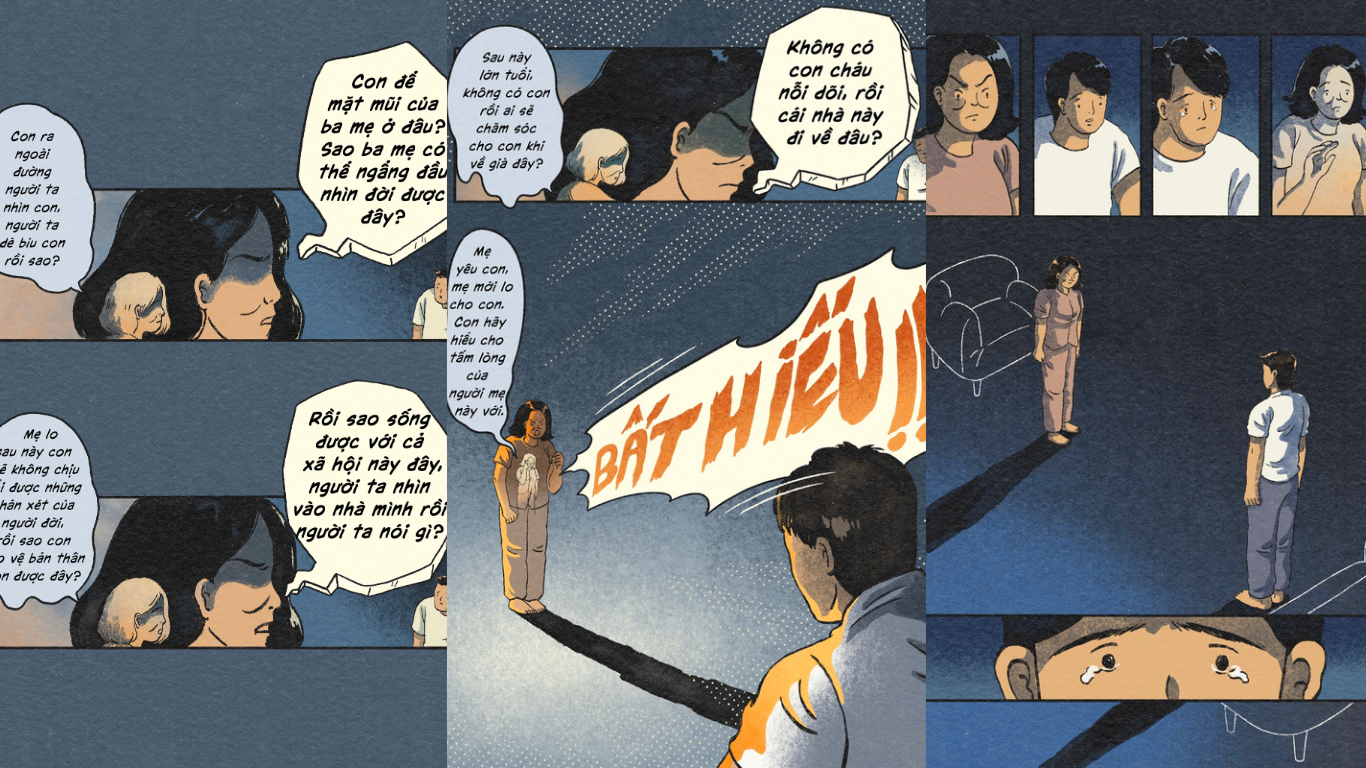 Con ra
ngoài
đường
người ta
nhìn con,
người ta
dè bỉu con
rồi sao?
Con để
mặt mũi của
ba mẹ ở đâu?
Sao ba mẹ có
thể ngẩng đầu
nhìn đời được
đây?
Mẹ lo
sau này con
không chịu
được những
xét của
người đời,
rồi sao con
vệ bản thân
được đây?
Rồi sao sống
được với cả
xã hội này đây,
người ta nhìn
vào nhà mình rồi
người ta nói gì?
Sau này
lớn tuổi,
không có con
rồi ai sẽ
chăm sóc
cho con khi
về già đây?
Không có
con cháu
nỗi dõi, rồi
cái nhà này
đi về đâu?
Mẹ
yêu con,
mẹ mới lo
cho con.
Con hãy
hiểu cho
tấm lòng
của
người mẹ
này với.
BẤT HIẾU!!